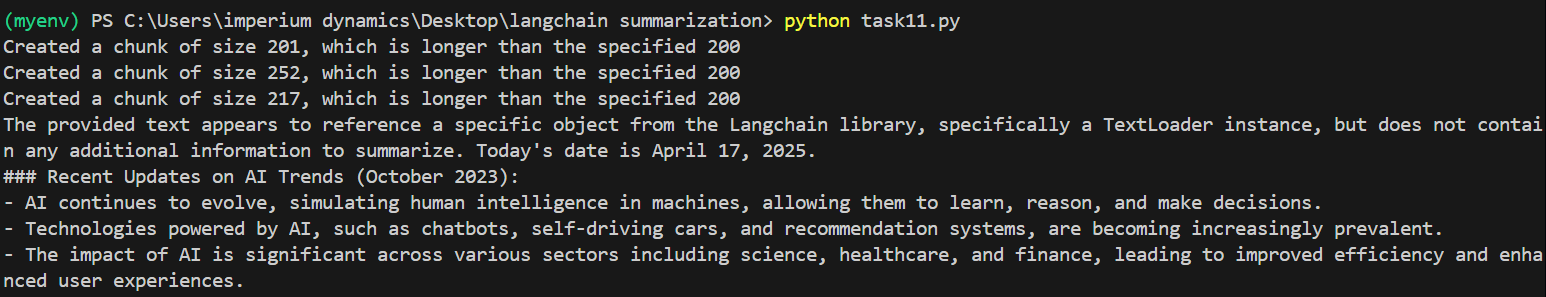 (myenv) PS C:\Users\imperium dynamics\Desktop\langchain summarization> python task11.py
Created a chunk of size 201, which is longer than the specified 200
Created a chunk of size 252, which is longer than the specified 200
Created a chunk of size 217, which is longer than the specified 200
The provided text appears to reference a specific object from the Langchain library, specifically a TextLoader instance, but does not contai
n any additional information to summarize. Today's date is April 17, 2025.
### Recent Updates on AI Trends (October 2023):
- AI continues to evolve, simulating human intelligence in machines, allowing them to learn, reason, and make decisions.
- Technologies powered by AI, such as chatbots, self-driving cars, and recommendation systems, are becoming increasingly prevalent.
- The impact of AI is significant across various sectors including science, healthcare, and finance, leading to improved efficiency and enha
nced user experiences.